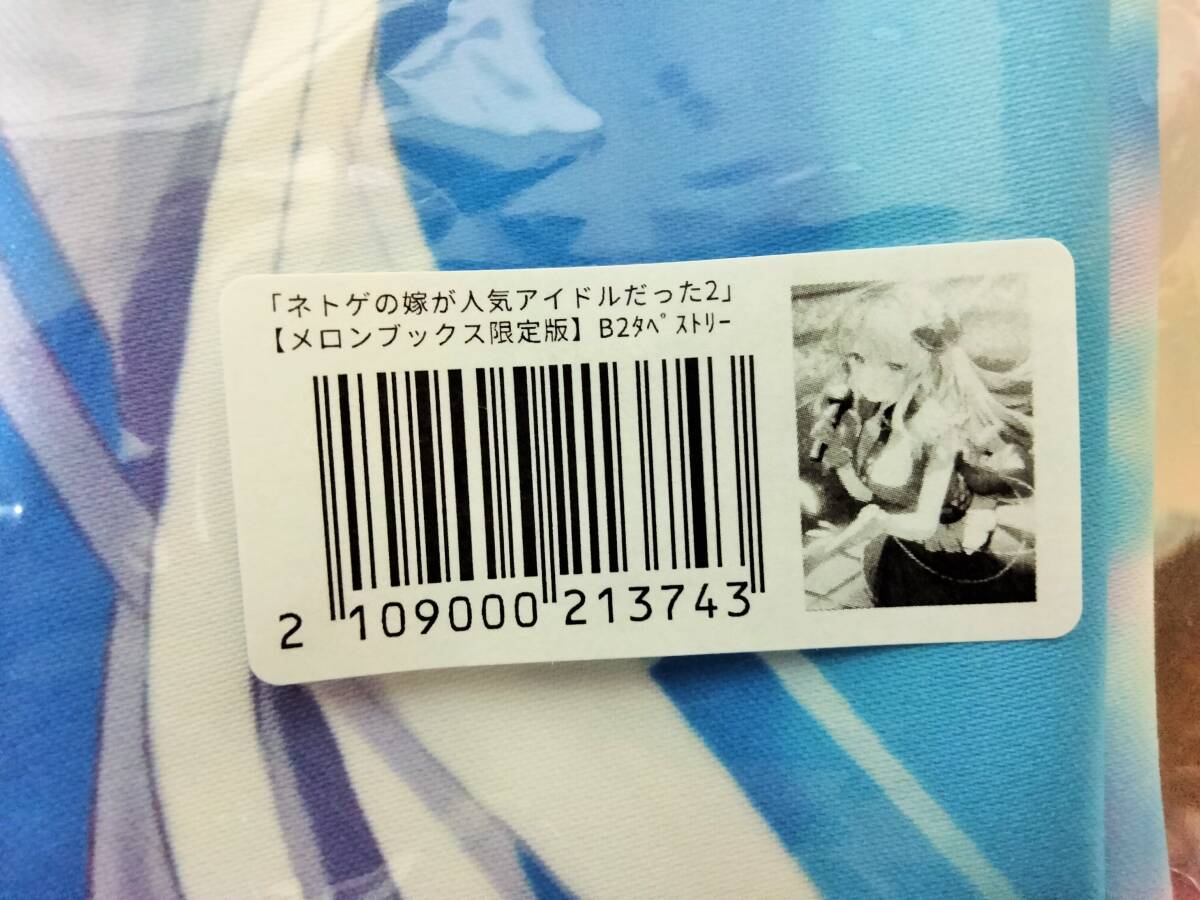 「ネトゲの嫁が人気アイドルだった2」
【メロンブックス限定版】B2ﾀﾍﾟｽﾄﾘｰ
2 109000 213743